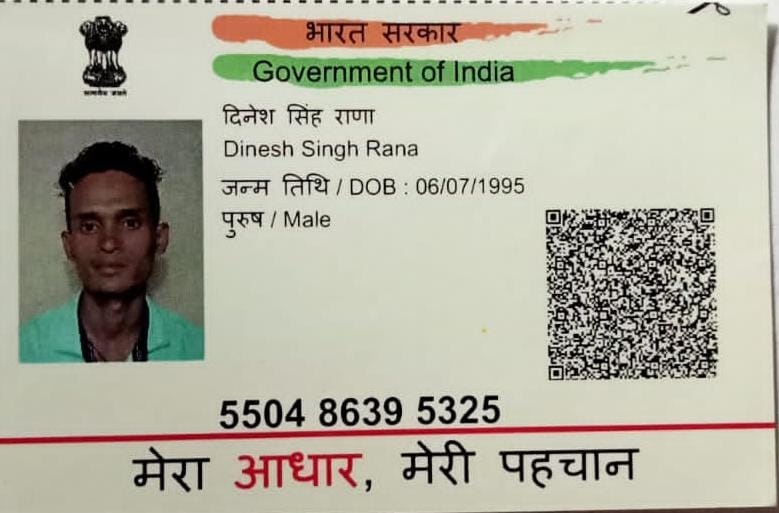 भारत सरकार
Government of India
सत्यमेव जयते
दिनेश सिंह राणा
Dinesh Singh Rana
जन्म तिथि / DOB : 06/07/1995
पुरुष / Male
5504 8639 5325
मेरा आधार, मेरी पहचान